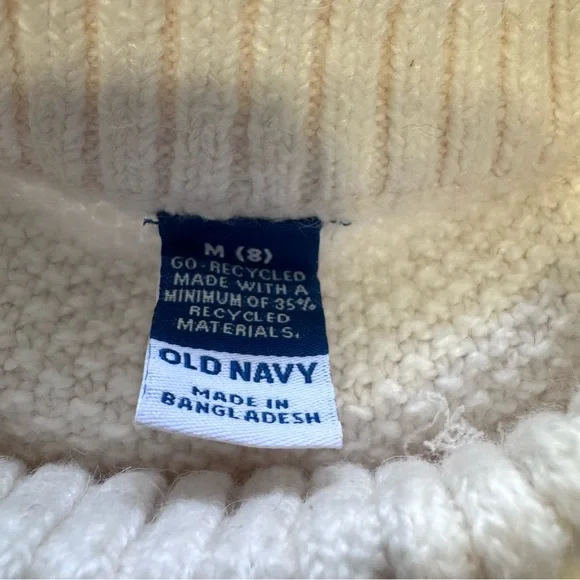 M (8)
GO-RECYCLED
MADE WITH A
MINIMUM OF 35%
RECYCLED
MATERIALS.
OLD NAVY
MADE IN
BANGLADESH